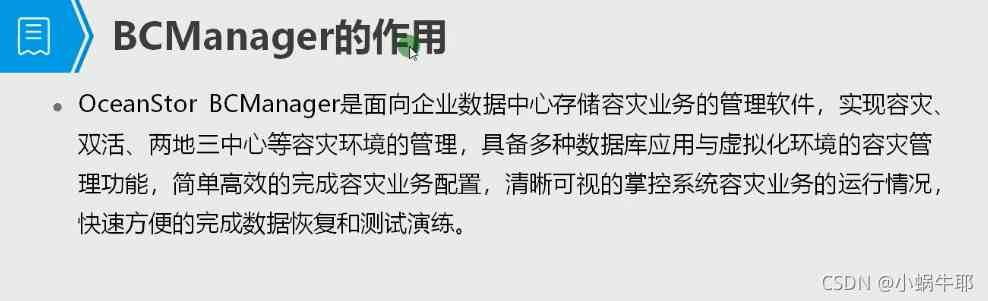 BCManager的作用
OceanStor BCManager是面向企业数据中心存储容灾业务的管理软件，实现容灾、
双活、两地三中心等容灾环境的管理，具备多种数据库应用与虚拟化环境的容灾管
理功能，简单高效的完成容灾业务配置，清晰可视的掌控系统容灾业务的运行情况，
快速方便的完成数据恢复和测试演练。
CSDN @小蜗牛耶